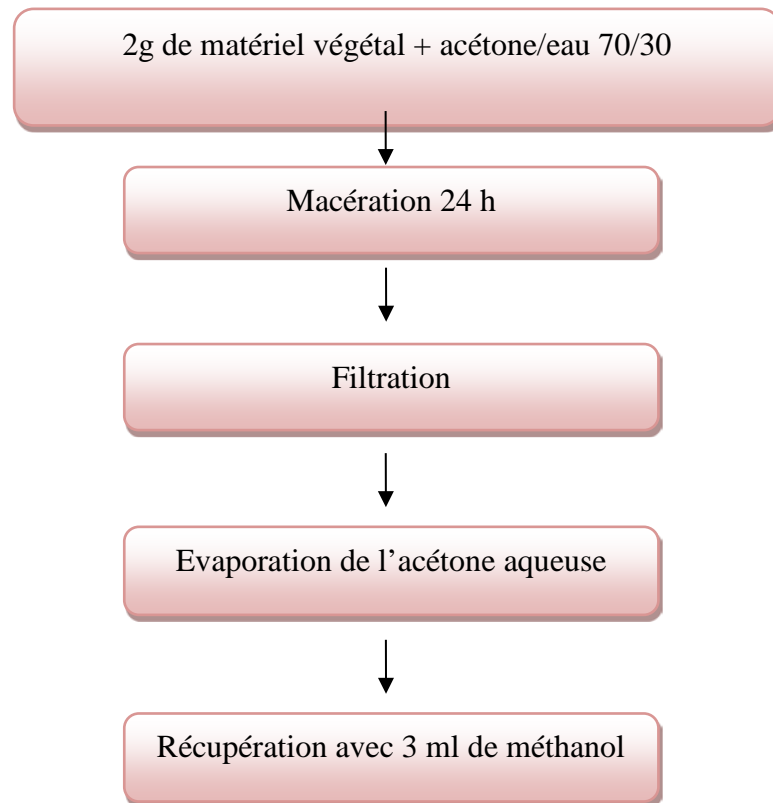 2g de matériel végétal + acétone/eau 70/30
Macération 24 h
Filtration
Evaporation de l’acétone aqueuse
Récupération avec 3 ml de méthanol